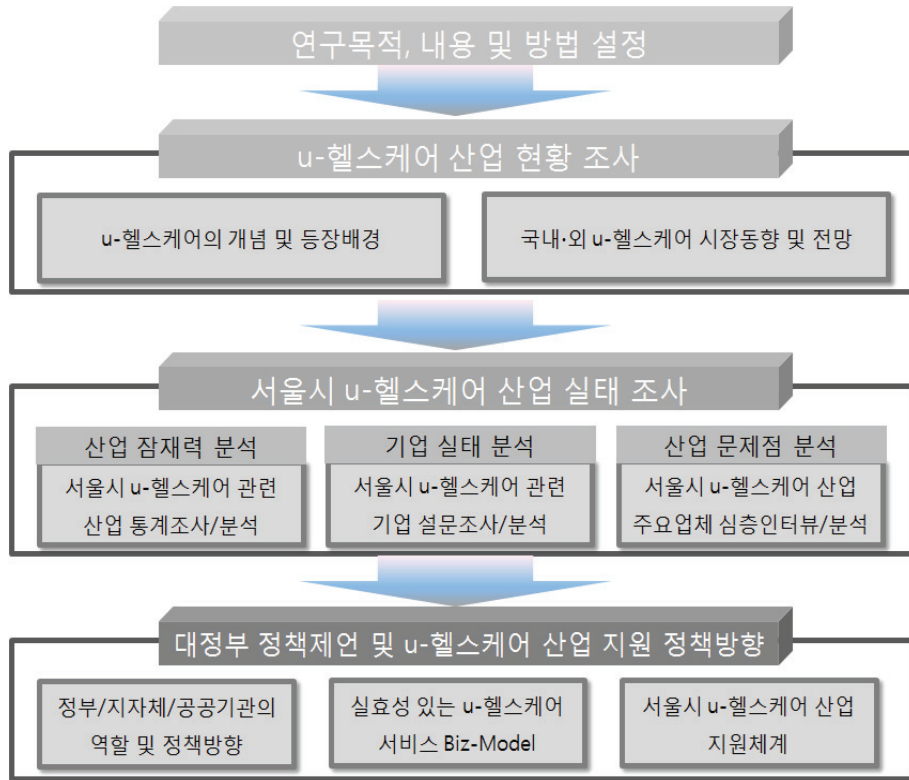 연구목적, 내용 및 방법 설정
u-헬스케어 산업 현황 조사
u-헬스케어의 개념 및 등장배경
국내·외 u-헬스케어 시장동향 및 전망
서울시 u-헬스케어 산업 실태 조사
산업 잠재력 분석
서울시 u-헬스케어 관련
산업 통계조사/분석
기업 실태 분석
서울시 u-헬스케어 관련
기업 설문조사/분석
산업 문제점 분석
서울시 u-헬스케어 산업
주요업체 심층인터뷰/분석
대정부 정책제언 및 u-헬스케어 산업 지원 정책방향
정부/지자체/공공기관의
역할 및 정책방향
실효성 있는 u-헬스케어
서비스 Biz-Model
서울시 u-헬스케어 산업
지원체계